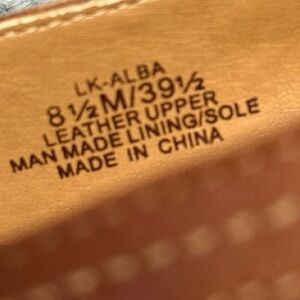 LK-ALBA
8½M/39½
LEATHER UPPER
MAN MADE LINING/SOLE
MADE IN CHINA